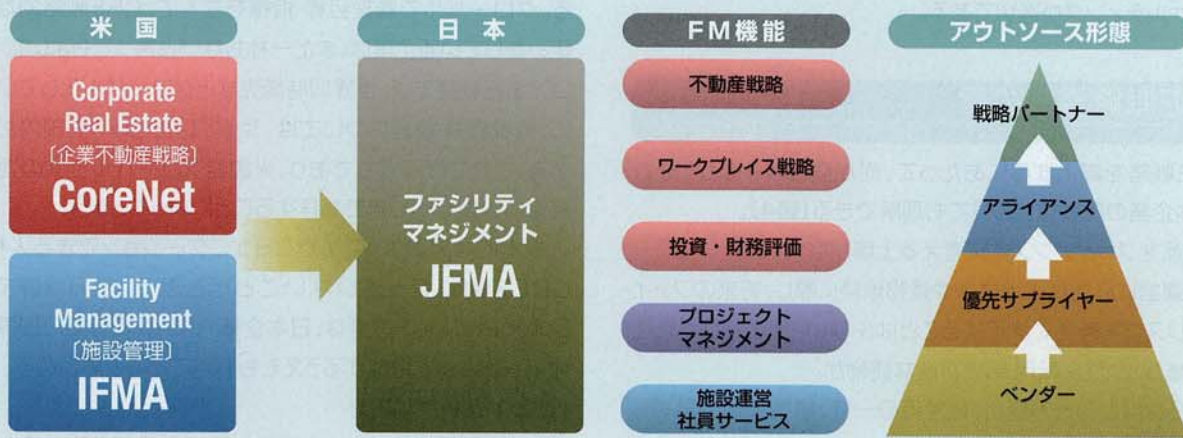 米国
Corporate
Real Estate
〔企業不動産戦略〕
CoreNet
Facility
Management
〔施設管理〕
IFMA
日本
ファシリティ
マネジメント
JFMA
FM機能
不動産戦略
ワークプレイス戦略
投資・財務評価
プロジェクト
マネジメント
施設運営
社員サービス
アウトソース形態
戦略パートナー
アライアンス
優先サプライヤー
ベンダー